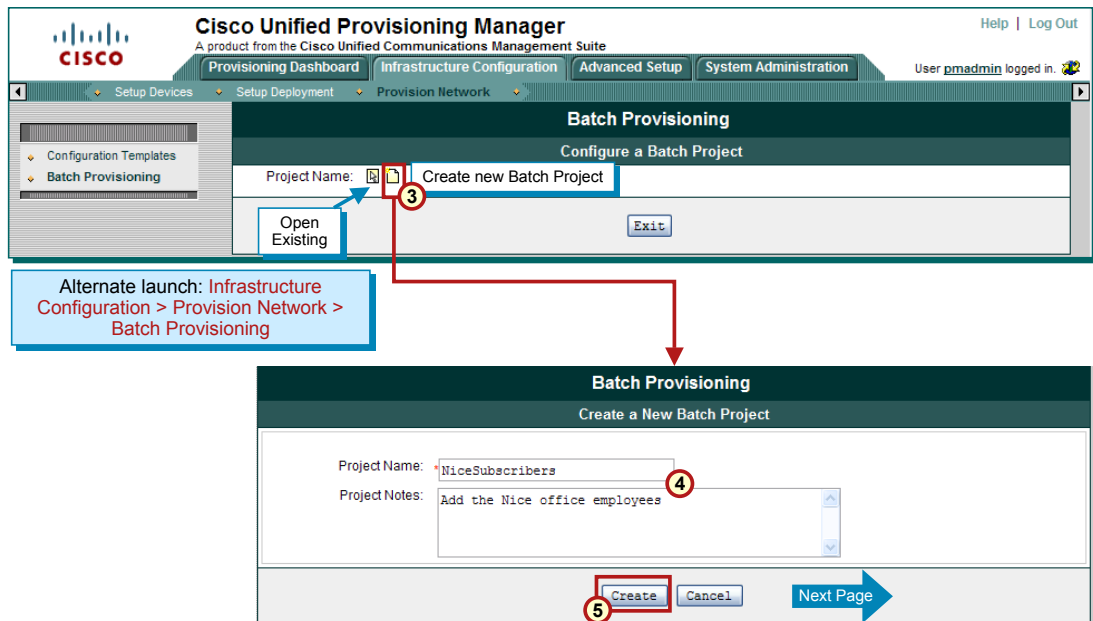 CISCO
Cisco Unified Provisioning Manager
A product from the Cisco Unified Communications Management Suite
Help | Log Out
Provisioning Dashboard
Infrastructure Configuration
Advanced Setup
System Administration
User pmadmin logged in.
Setup Devices
Setup Deployment
Provision Network
Configuration Templates
Batch Provisioning
Batch Provisioning
Configure a Batch Project
Project Name:
Create new Batch Project
3
Open
Existing
Exit
Alternate launch: Infrastructure
Configuration > Provision Network >
Batch Provisioning
Batch Provisioning
Create a New Batch Project
Project Name: *NiceSubscribers
4
Project Notes: Add the Nice office employees
5
Create
Cancel
Next Page